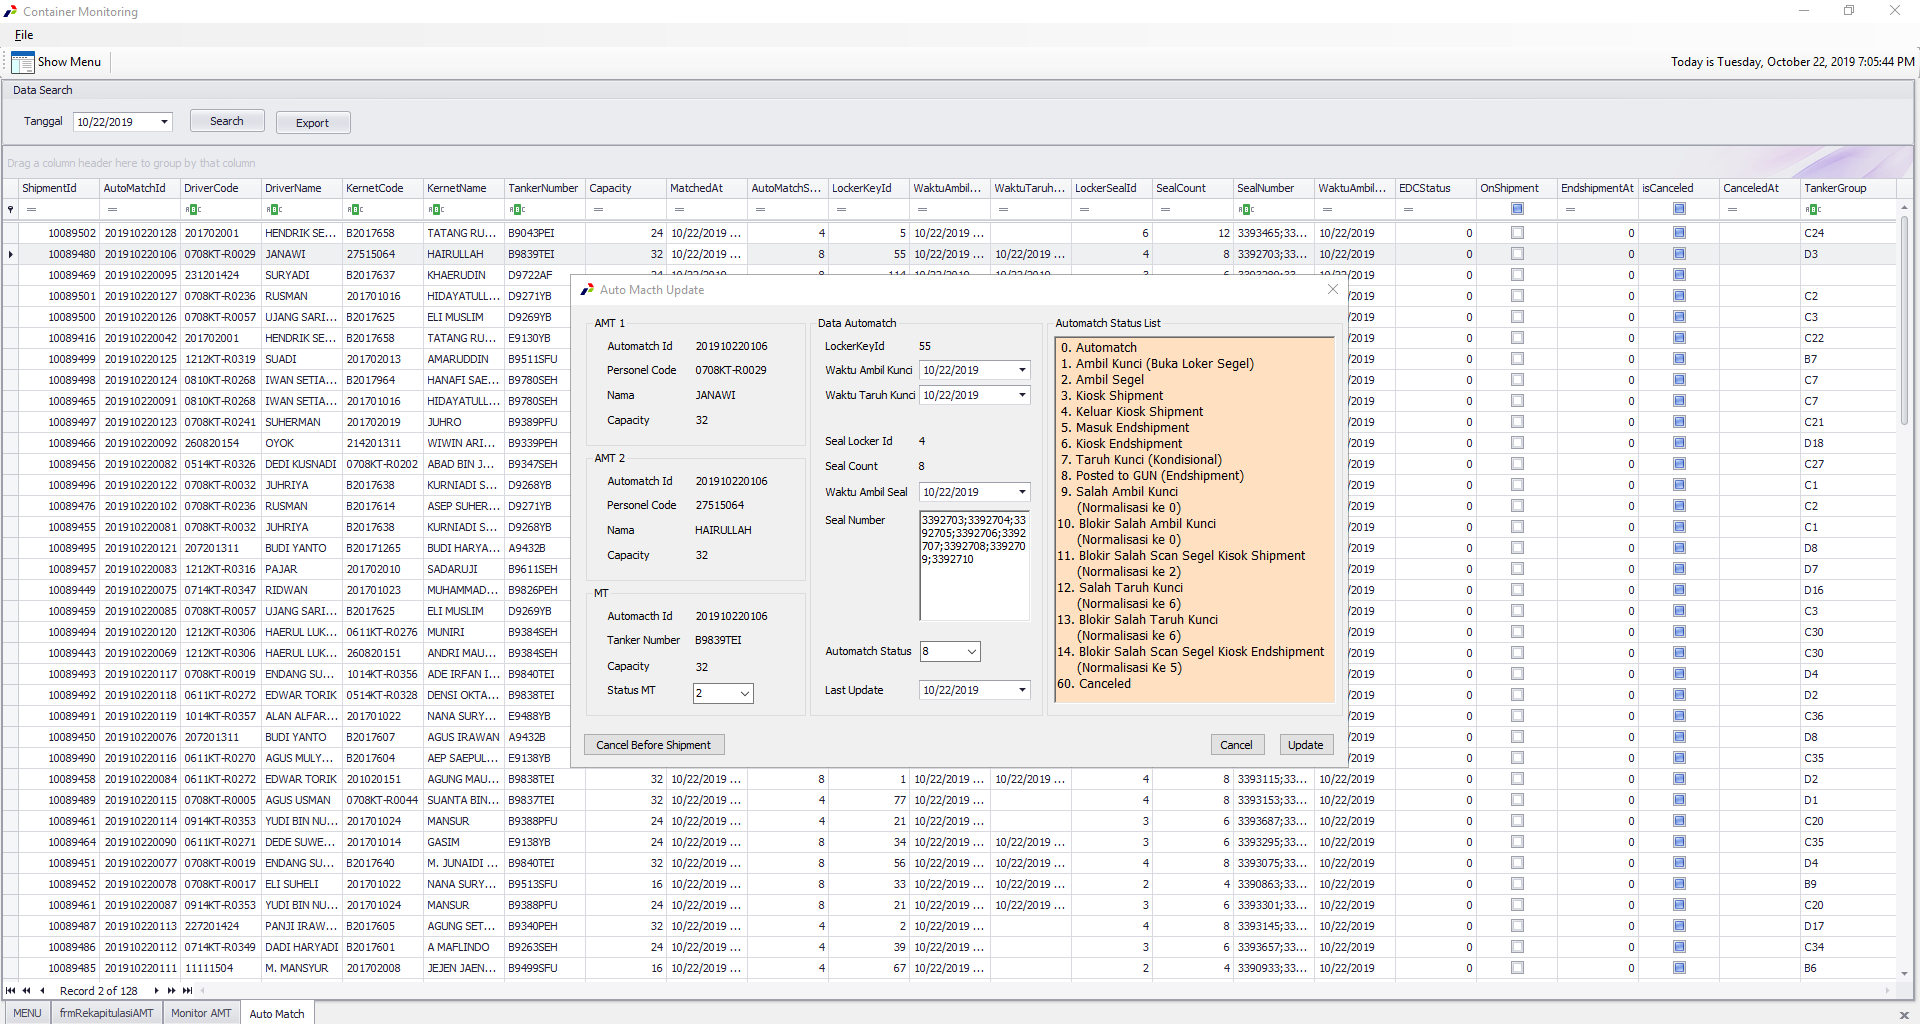 Container Monitoring
File
Show Menu
Today is Tuesday, October 22, 2019 7:05:44 PM
Data Search
Tanggal 10/22/2019 Search Export
Drag a column header here to group by that column
ShipmentId AutoMatchId DriverCode DriverName KernetCode KernetName TankerNumber Capacity MatchedAt AutoMatchS... LockerKeyId WaktuAmbil... WaktuTaruh... LockerSealId SealCount SealNumber WaktuAmbil... EDCStatus OnShipment EndshipmentAt isCanceled CanceledAt TankerGroup
10089502 201910220128 201702001 HENDRIK SE... B2017658 TATANG RU... B9043PEI 24 10/22/2019 ... 4 5 10/22/2019 ... 6 12 3393465;33... 10/22/2019 0 0 C24
10089480 201910220106 0708KT-R0029 JANAWI 27515064 HAIRULLAH B9839TEI 32 10/22/2019 ... 8 55 10/22/2019 ... 10/22/2019 ... 4 8 3392703;33... 10/22/2019 0 0 D3
10089469 201910220095 231201424 SURYADI B2017637 KHAERUDIN D9722AF /2019 0 0
10089501 201910220127 0708KT-R0236 RUSMAN 201701016 HIDAYATULL... D9271YB /2019 0 0 C2
10089500 201910220126 0708KT-R0057 UJANG SARI... B2017625 ELI MUSLIM D9269YB /2019 0 0 C3
10089416 201910220042 201702001 HENDRIK SE... B2017658 TATANG RU... E9130YB /2019 0 0 C22
10089499 201910220125 1212KT-R0319 SUADI 201702013 AMARUDDIN B9511SFU /2019 0 0 B7
10089498 201910220124 0810KT-R0268 IWAN SETIA... B2017964 HANAFI SAE... B9780SEH /2019 0 0 C7
10089465 201910220091 0810KT-R0268 IWAN SETIA... 201701016 HIDAYATULL... B9780SEH /2019 0 0 C7
10089497 201910220123 0708KT-R0241 SUHERMAN 201702019 JUHRO B9389PFU /2019 0 0 C21
10089466 201910220092 260820154 OYOK 214201311 WIWIN ARI... B9339PEH /2019 0 0 D18
10089456 201910220082 0514KT-R0326 DEDI KUSNADI 0708KT-R0202 ABAD BIN J... B9347SEH /2019 0 0 C27
10089496 201910220122 0708KT-R0032 JUHRIYA B2017638 KURNIADI S... D9268YB /2019 0 0 C1
10089476 201910220102 0708KT-R0236 RUSMAN B2017614 ASEP SUHER... D9271YB /2019 0 0 C2
10089455 201910220081 0708KT-R0032 JUHRIYA B2017638 KURNIADI S... D9268YB /2019 0 0 C1
10089495 201910220121 207201311 BUDI YANTO B20171265 BUDI HARYA... A9432B /2019 0 0 D8
10089457 201910220083 1212KT-R0316 PAJAR 201702010 SADARUJI B9611SEH /2019 0 0 D7
10089449 201910220075 0714KT-R0347 RIDWAN 201701023 MUHAMMAD... B9826PEH /2019 0 0 D16
10089459 201910220085 0708KT-R0057 UJANG SARI... B2017625 ELI MUSLIM D9269YB /2019 0 0 C3
10089494 201910220120 1212KT-R0306 HAERUL LUK... 0611KT-R0276 MUNIRI B9384SEH /2019 0 0 C30
10089443 201910220069 1212KT-R0306 HAERUL LUK... 260820151 ANDRI MAU... B9384SEH /2019 0 0 C30
10089491 201910220117 0708KT-R0019 ENDANG SU... 1014KT-R0356 ADE IRFAN I... B9840TEI /2019 0 0 D4
10089492 201910220118 0611KT-R0272 EDWAR TORIK 0514KT-R0328 DENSI OKTA... B9838TEI /2019 0 0 D2
10089491 201910220119 1014KT-R0357 ALAN ALFAR... 201701022 NANA SURY... E9488YB /2019 0 0 C36
10089450 201910220076 207201311 BUDI YANTO B2017607 AGUS IRAWAN A9432B /2019 0 0 D8
10089490 201910220116 0611KT-R0270 AGUS MULY... B2017604 AEP SAEPUL... E9138YB /2019 0 0 C35
10089458 201910220084 0611KT-R0272 EDWAR TORIK 201020151 AGUNG MAU... B9838TEI 32 10/22/2019 ... 8 1 10/22/2019 ... 10/22/2019 ... 4 8 3393115;33... 10/22/2019 0 0 D2
10089489 201910220115 0708KT-R0005 AGUS USMAN 0708KT-R0044 SUANTA BIN... B9837TEI 32 10/22/2019 ... 4 77 10/22/2019 ... 4 8 3393153;33... 10/22/2019 0 0 D1
10089461 201910220114 0914KT-R0353 YUDI BIN NU... 201701024 MANSUR B9388PFU 24 10/22/2019 ... 4 21 10/22/2019 ... 3 6 3393687;33... 10/22/2019 0 0 C20
10089464 201910220090 0611KT-R0271 DEDE SUWE... 201701014 GASIM E9138YB 24 10/22/2019 ... 8 34 10/22/2019 ... 10/22/2019 ... 3 6 3393295;33... 10/22/2019 0 0 C35
10089451 201910220077 0708KT-R0019 ENDANG SU... B2017640 M. JUNAIDI ... B9840TEI 32 10/22/2019 ... 8 56 10/22/2019 ... 10/22/2019 ... 4 8 3393075;33... 10/22/2019 0 0 D4
10089452 201910220078 0708KT-R0017 ELI SUHELI 201701022 NANA SURY... B9513SFU 16 10/22/2019 ... 8 33 10/22/2019 ... 10/22/2019 ... 2 4 3390863;33... 10/22/2019 0 0 B9
10089461 201910220087 0914KT-R0353 YUDI BIN NU... 201701024 MANSUR B9388PFU 24 10/22/2019 ... 8 21 10/22/2019 ... 10/22/2019 ... 3 6 3393301;33... 10/22/2019 0 0 C20
10089487 201910220113 227201424 PANJI IRAW... B2017605 AGUNG SET... B9340PEH 32 10/22/2019 ... 4 2 10/22/2019 ... 4 8 3393145;33... 10/22/2019 0 0 D17
10089486 201910220112 0714KT-R0349 DADI HARYADI B2017601 A MAFLINDO B9263SEH 24 10/22/2019 ... 4 39 10/22/2019 ... 3 6 3393657;33... 10/22/2019 0 0 C34
10089485 201910220111 11111504 M. MANSYUR 201702008 JEJEN JAEN... B9499SFU 16 10/22/2019 ... 4 67 10/22/2019 ... 2 4 3390933;33... 10/22/2019 0 0 B6
Auto Macth Update
AMT 1
Automatch Id 201910220106
Personel Code 0708KT-R0029
Nama JANAWI
Capacity 32
AMT 2
Automatch Id 201910220106
Personel Code 27515064
Nama HAIRULLAH
Capacity 32
MT
Automacth Id 201910220106
Tanker Number B9839TEI
Capacity 32
Status MT 2
Data Automatch
LockerKeyId 55
Waktu Ambil Kunci 10/22/2019
Waktu Taruh Kunci 10/22/2019
Seal Locker Id 4
Seal Count 8
Waktu Ambil Seal 10/22/2019
Seal Number 3392703;3392704;33
92705;3392706;3392
707;3392708;339270
9;3392710
Automatch Status 8
Last Update 10/22/2019
Automatch Status List
0. Automatch
1. Ambil Kunci (Buka Loker Segel)
2. Ambil Segel
3. Kiosk Shipment
4. Keluar Kiosk Shipment
5. Masuk Endshipment
6. Kiosk Endshipment
7. Taruh Kunci (Kondisional)
8. Posted to GUN (Endshipment)
9. Salah Ambil Kunci
(Normalisasi ke 0)
10. Blokir Salah Ambil Kunci
(Normalisasi ke 0)
11. Blokir Salah Scan Segel Kisok Shipment
(Normalisasi ke 2)
12. Salah Taruh Kunci
(Normalisasi ke 6)
13. Blokir Salah Taruh Kunci
(Normalisasi ke 6)
14. Blokir Salah Scan Segel Kiosk Endshipment
(Normalisasi Ke 5)
60. Canceled
Cancel Before Shipment Cancel Update
Record 2 of 128
MENU frmRekapitulasiAMT Monitor AMT Auto Match